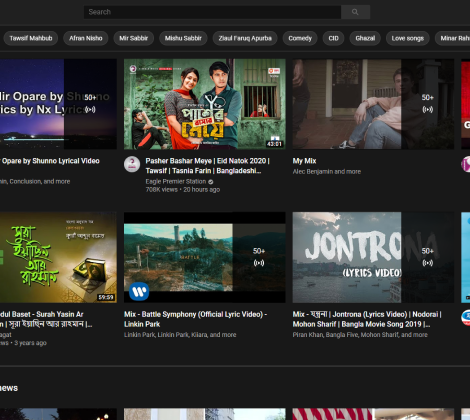 Search
Tawsif Mahbub
Afran Nisho
Mir Sabbir
Mishu Sabbir
Ziaul Faruq Apurba
Comedy
CID
Ghazal
Love songs
Minar Rah
ir Opare by Shunno
ics by Nx Lyric
50+
পাশের
বাসার
মেয়ে
43:01
50+
Opare by Shunno Lyrical Video
in, Conclusion, and more
Pasher Bashar Meye | Eid Natok 2020 |
Tawsif | Tasnia Farin | Bangladeshi...
Eagle Premier Station
708K views • 20 hours ago
My Mix
Alec Benjamin and more
সুরা
ইয়াছিন
আর
রাহমান
59:59
BATTLE
50+
JONTRONA
(LYRICS VIDEO)
50+
dul Baset - Surah Yasin Ar
n | সূরা ইয়াছিন আর রাহমান | ...
agat
ws • 3 years ago
Mix - Battle Symphony (Official Lyric Video) -
Linkin Park
Linkin Park, Linkin Park, Kiiara, and more
Mix - যন্ত্রনা | Jontrona (Lyrics Video) | Nodorai |
Mohon Sharif | Bangla Movie Song 2019 | ...
Piran Khan, Bangla Five, Mohon Sharif, and more
news